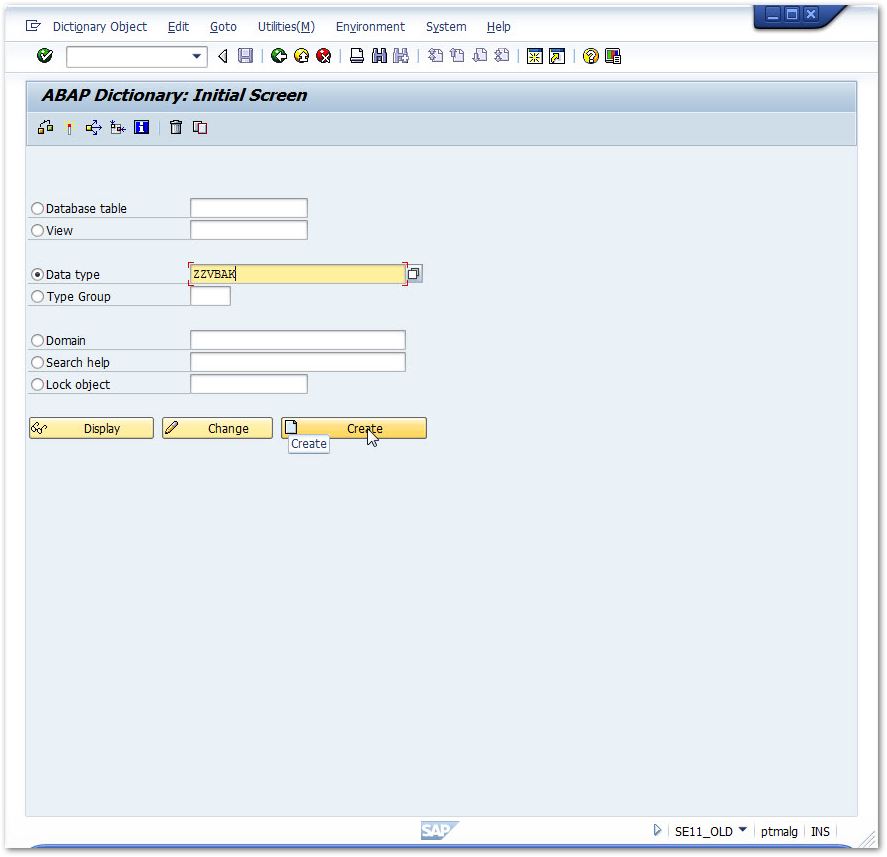 Dictionary Object Edit Goto Utilities(M) Environment System Help
ABAP Dictionary: Initial Screen
Database table
View
Data type ZZVBAK
Type Group
Domain
Search help
Lock object
Display Change Create
Create
SAP SE11_OLD ptmalg INS